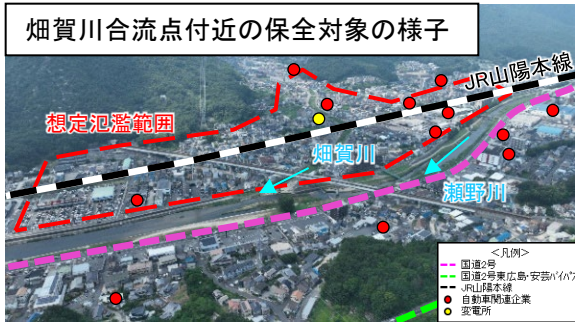 畑賀川合流点付近の保全対象の様子
JR山陽本線
想定氾濫範囲
畑賀川
瀬野川
<凡例>
国道2号
国道2号東広島・安芸バイパス
JR山陽本線
自動車関連企業
変電所